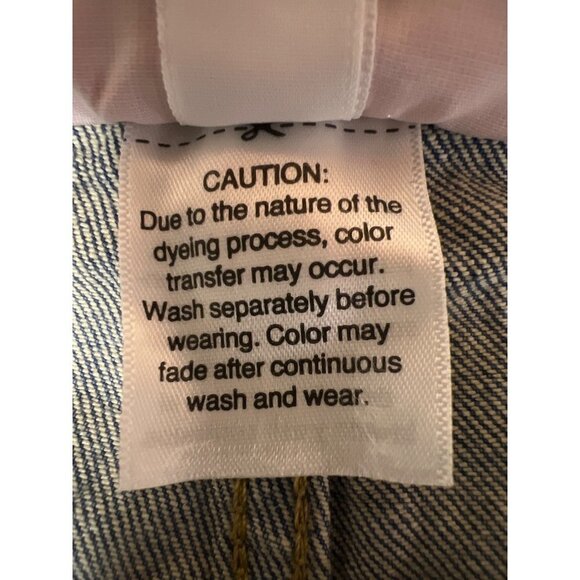 CAUTION:
Due to the nature of the
dyeing process, color
transfer may occur.
Wash separately before
wearing. Color may
fade after continuous
wash and wear.